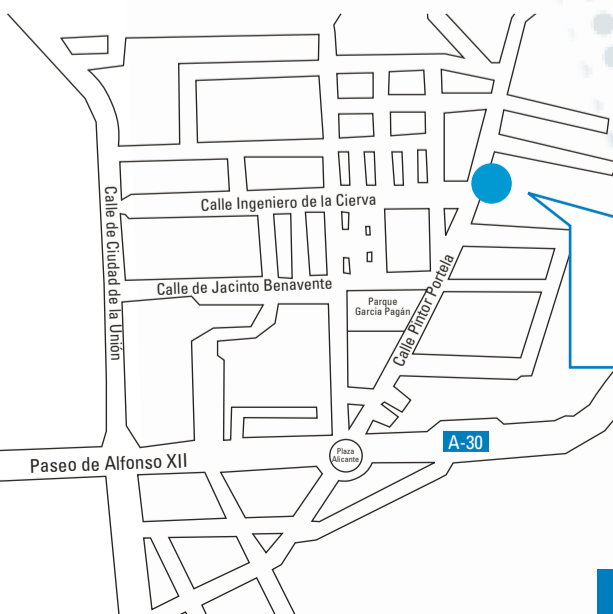 Calle Ingeniero de la Cierva
Calle de Ciudad de la Unión
Calle de Jacinto Benavente
Parque
Garcia Pagán
Calle Pintor Portela
A-30
Plaza
Alicante
Paseo de Alfonso XII